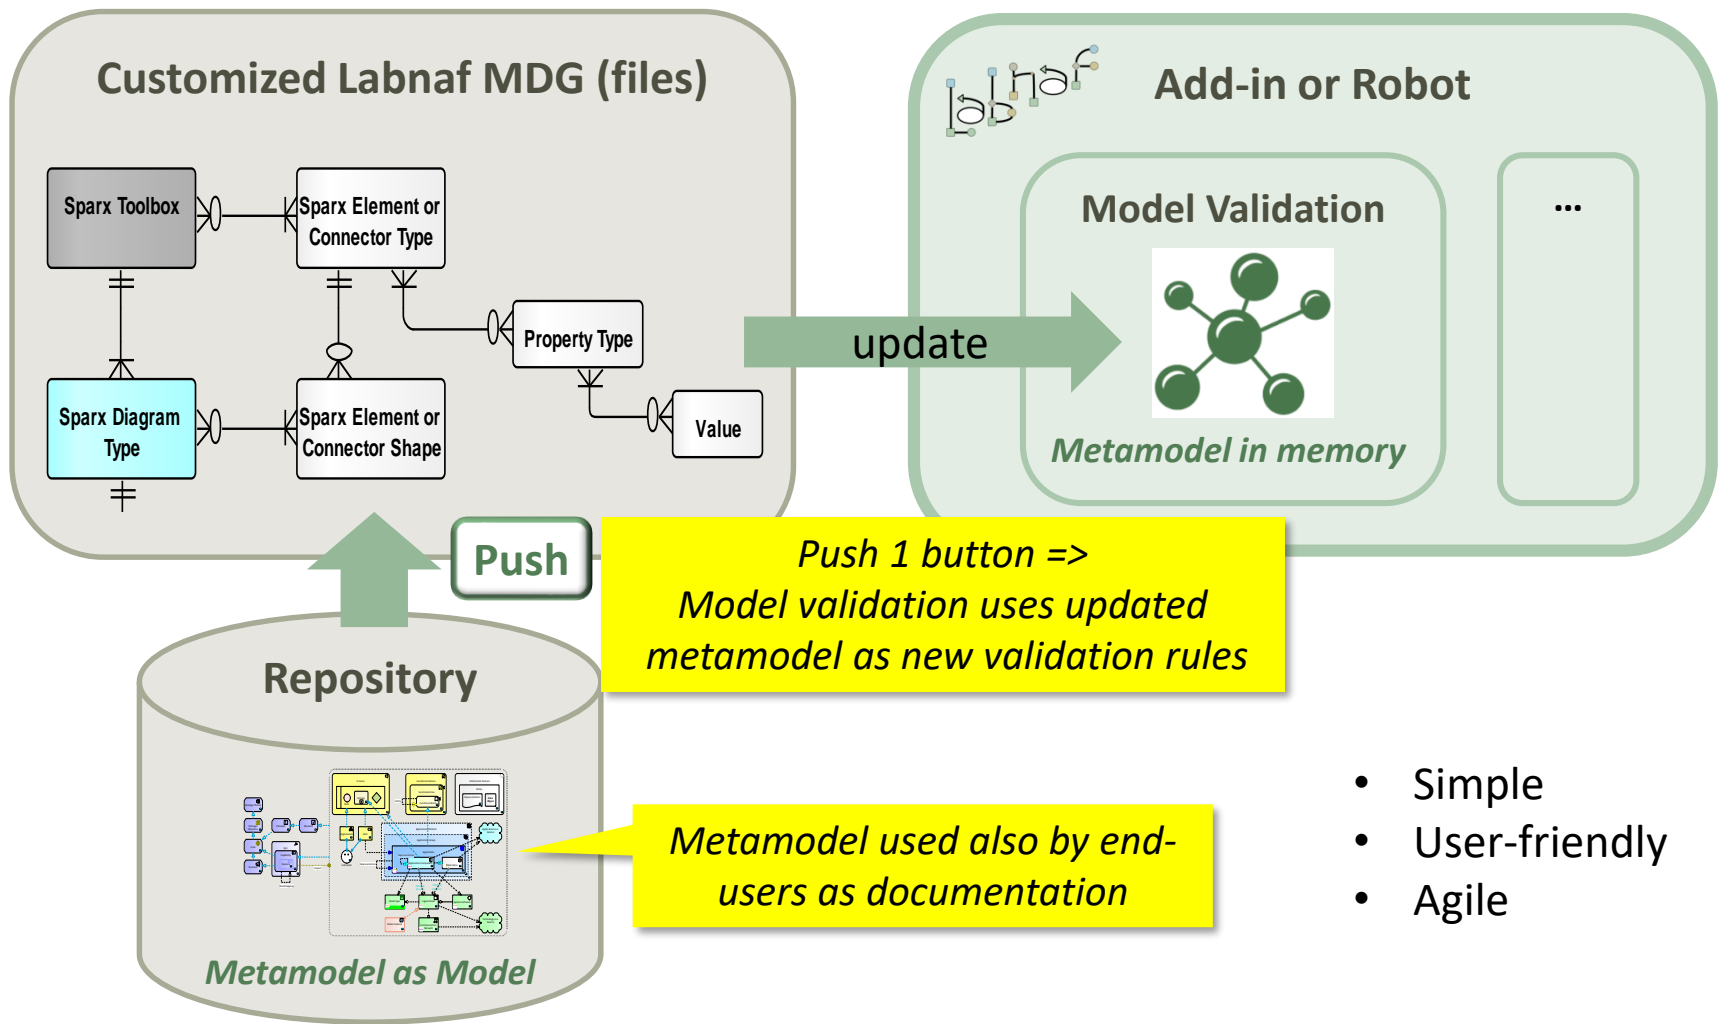 Customized Labnaf MDG (files)
Sparx Toolbox
Sparx Element or
Connector Type
Property Type
Value
Sparx Diagram
Type
Sparx Element or
Connector Shape
update
labnaf
Add-in or Robot
Model Validation
Metamodel in memory
...
Push
Push 1 button =>
Model validation uses updated
metamodel as new validation rules
Repository
Metamodel as Model
Metamodel used also by end-
users as documentation
• Simple
• User-friendly
• Agile